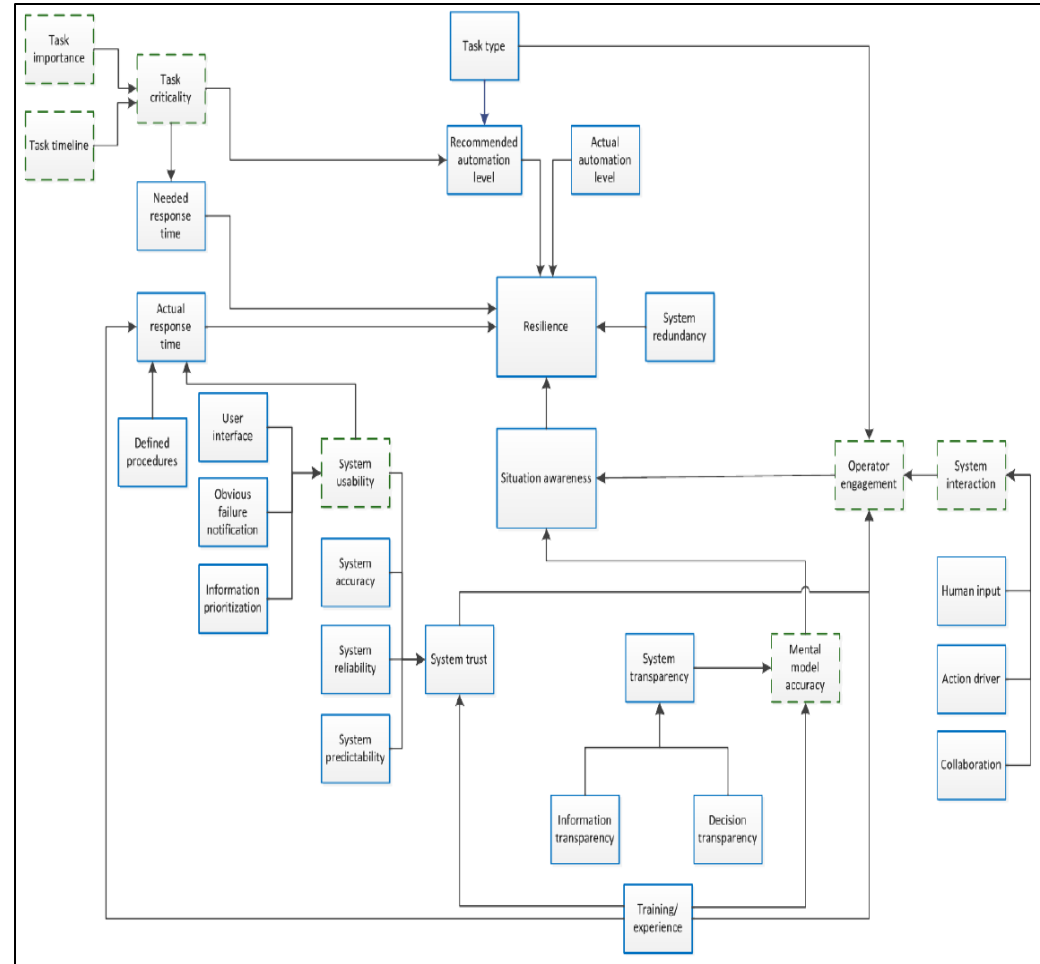 Task
importance
Task type
Task
criticality
Task timeline
Recommended
automation
level
Actual
automation
level
Needed
response
time
Actual
response
time
Resilience
System
redundancy
User
interface
Defined
procedures
System
usability
Situation awareness
Operator
engagement
System
interaction
Obvious
failure
notification
System
accuracy
Information
prioritization
Human input
System
reliability
System trust
System
transparency
Mental
model
accuracy
Action driver
System
predictability
Collaboration
Information
transparency
Decision
transparency
Training/
experience